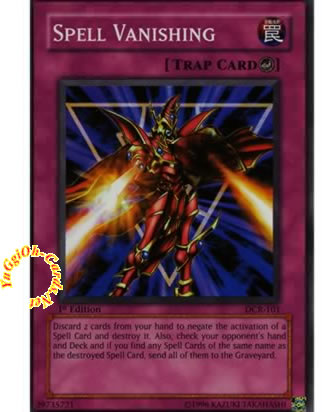 SPELL VANISHING
罠
[TRAP CARD]
YuGgiOh-Cards.Net
1st Edition
DCR-101
Discard 2 cards from your hand to negate the activation of a
Spell Card and destroy it. Also, check your opponent's hand
and Deck and if you find any Spell Cards of the same name as
the destroyed Spell Card, send all of them to the Graveyard.
©1996 KAZUKI TAKAHASHI